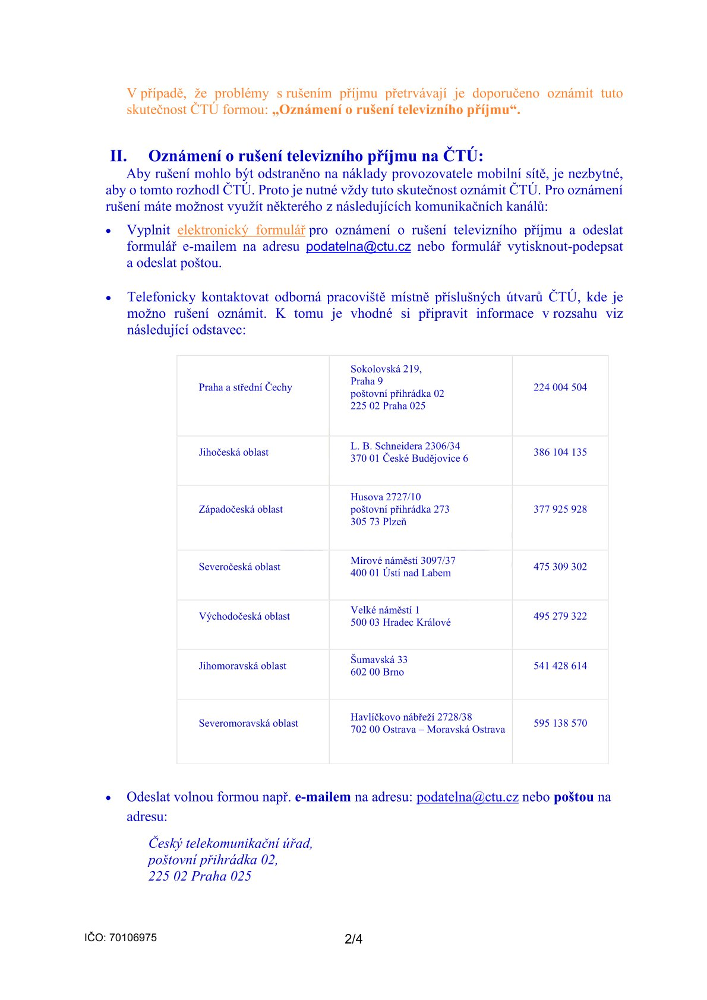 V případě, že problémy s rušením příjmu přetrvávají je doporučeno oznámit tuto
skutečnost ČTÚ formou: „Oznámení o rušení televizního příjmu“.
II. Oznámení o rušení televizního příjmu na ČTÚ:
Aby rušení mohlo být odstraněno na náklady provozovatele mobilní sítě, je nezbytné,
aby o tomto rozhodl ČTÚ. Proto je nutné vždy tuto skutečnost oznámit ČTÚ. Pro oznámení
rušení máte možnost využít některého z následujících komunikačních kanálů:
• Vyplnit elektronický formulář pro oznámení o rušení televizního příjmu a odeslat
formulář e-mailem na adresu podatelna@ctu.cz nebo formulář vytisknout-podepsat
a odeslat poštou.
• Telefonicky kontaktovat odborná pracoviště místně příslušných útvarů ČTÚ, kde je
možno rušení oznámit. K tomu je vhodné si připravit informace v rozsahu viz
následující odstavec:
Praha a střední Čechy
Sokolovská 219,
Praha 9
poštovní přihrádka 02
225 02 Praha 025
224 004 504
Jihočeská oblast
L. B. Schneidera 2306/34
370 01 České Budějovice 6
386 104 135
Západočeská oblast
Husova 2727/10
poštovní přihrádka 273
305 73 Plzeň
377 925 928
Severočeská oblast
Mírové náměstí 3097/37
400 01 Ústí nad Labem
475 309 302
Východočeská oblast
Velké náměstí 1
500 03 Hradec Králové
495 279 322
Jihomoravská oblast
Šumavská 33
602 00 Brno
541 428 614
Severomoravská oblast
Havlíčkovo nábřeží 2728/38
702 00 Ostrava – Moravská Ostrava
595 138 570
• Odeslat volnou formou např. e-mailem na adresu: podatelna@ctu.cz nebo poštou na
adresu:
Český telekomunikační úřad,
poštovní přihrádka 02,
225 02 Praha 025
IČO: 70106975
2/4